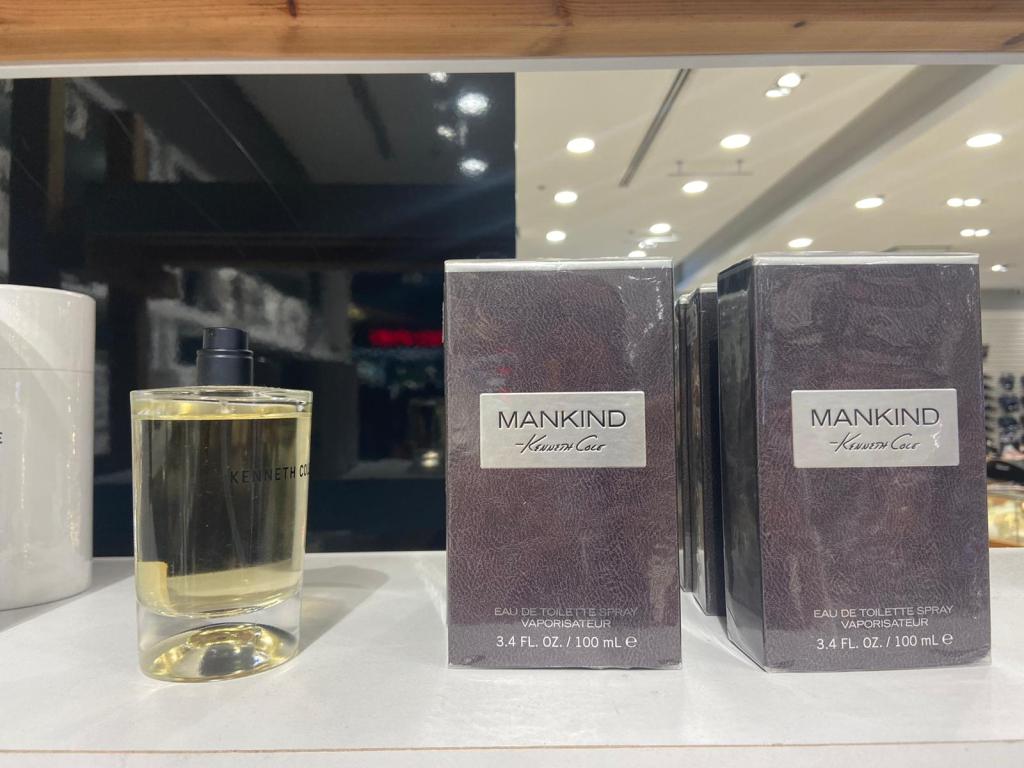 KENNETH CO
MANKIND
Kenneth Cole
EAU DE TOILETTE SPRAY
VAPORISATEUR
3.4 FL. OZ. / 100 mL ℮
MANKIND
Kenneth Cole
EAU DE TOILETTE SPRAY
VAPORISATEUR
3.4 FL. OZ. / 100 mL ℮